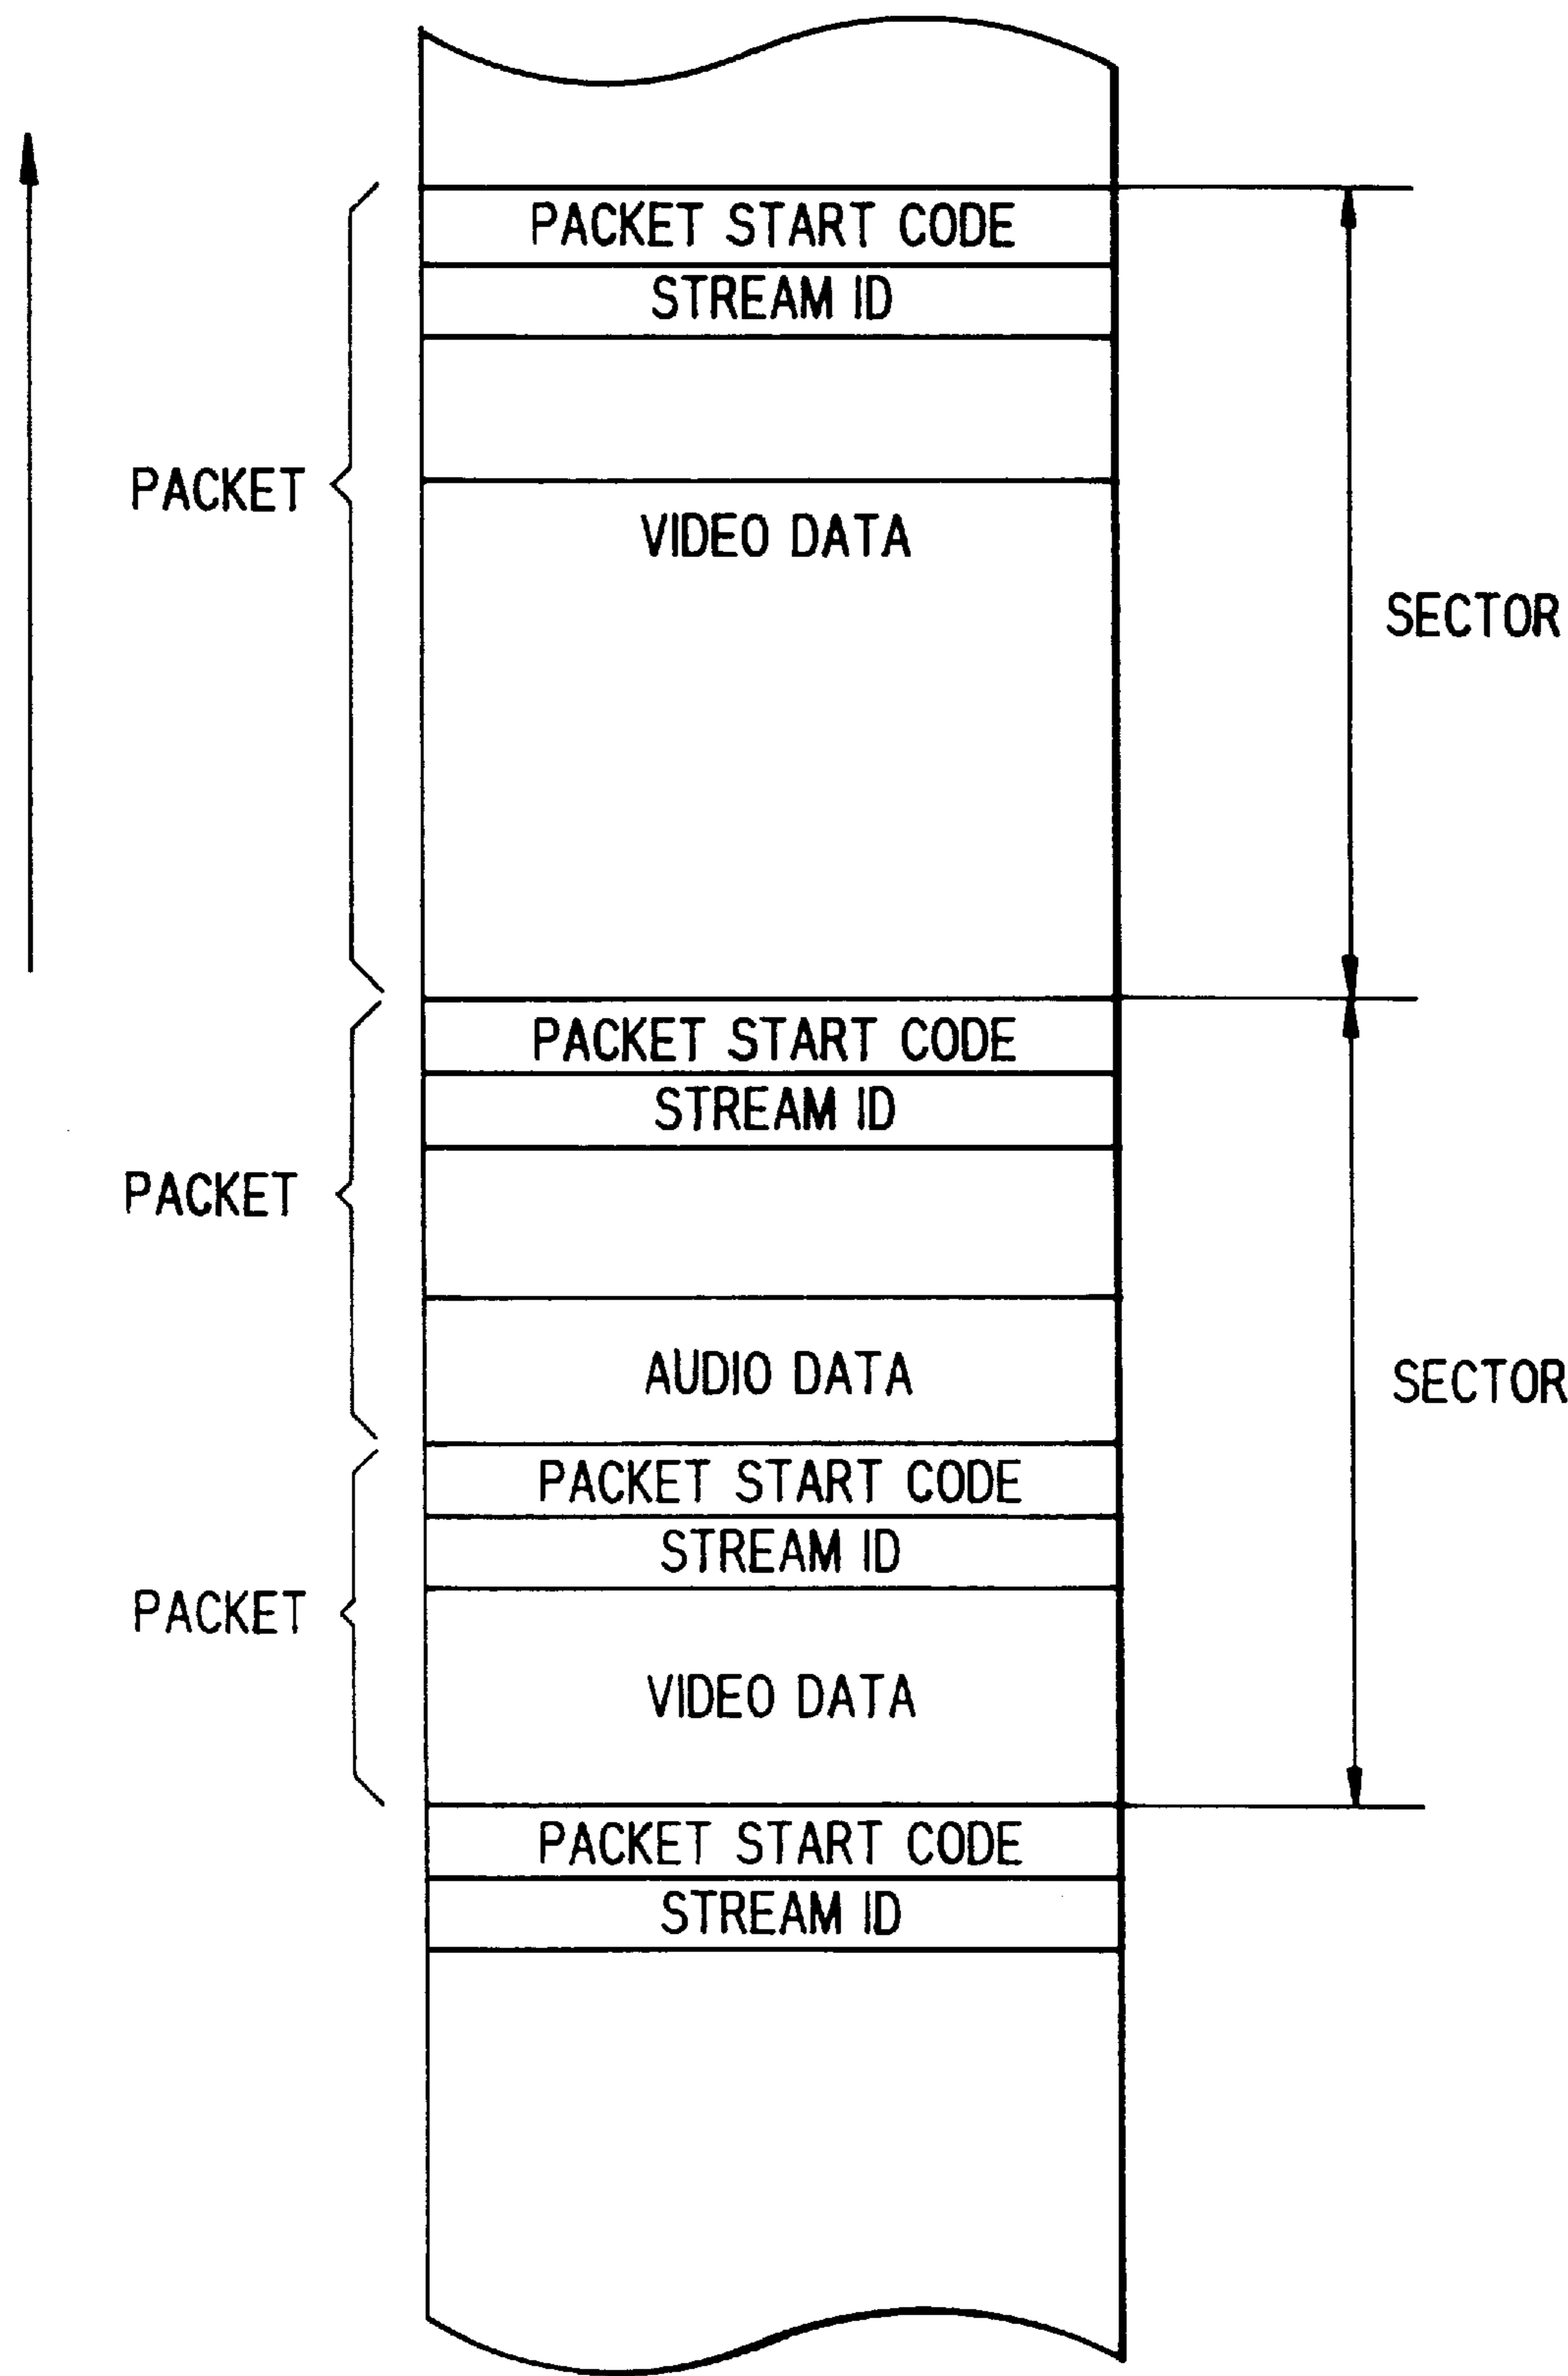 PACKET START CODE
STREAM ID
PACKET
VIDEO DATA
SECTOR
PACKET START CODE
STREAM ID
PACKET
AUDIO DATA
SECTOR
PACKET START CODE
STREAM ID
PACKET
VIDEO DATA
PACKET START CODE
STREAM ID